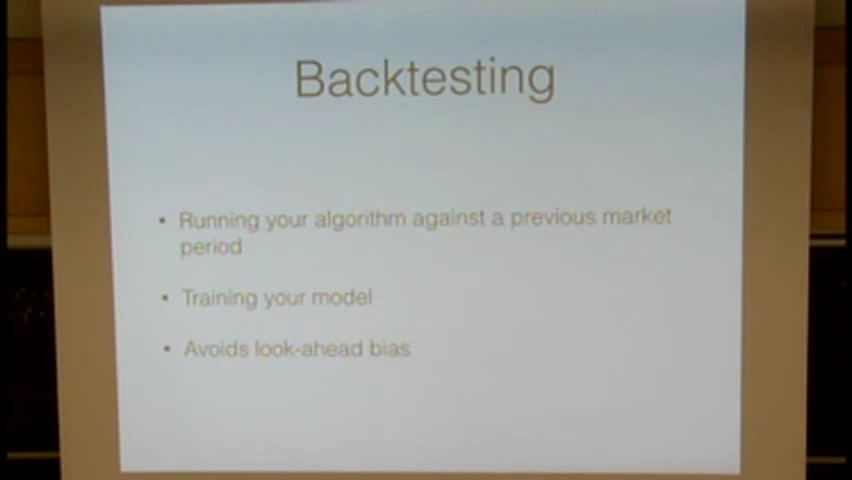 Backtesting
• Running your algorithm against a previous market
period
• Training your model
• Avoids look-ahead bias